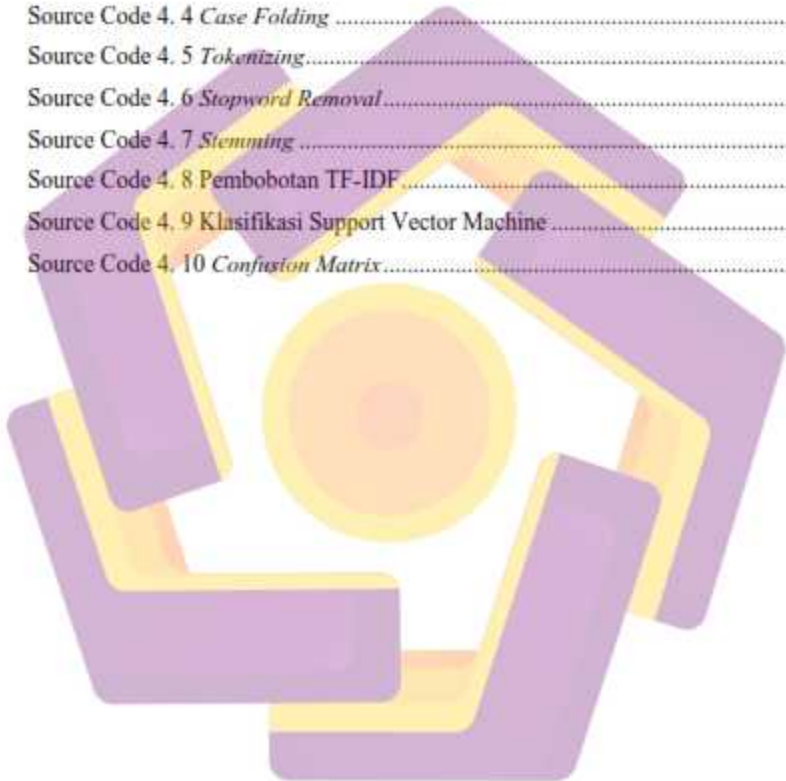 Source Code 4. 4 Case Folding ........................................................................
Source Code 4. 5 Tokenizing..............................................................................
Source Code 4. 6 Stopword Removal................................................................
Source Code 4. 7 Stemming ..............................................................................
Source Code 4. 8 Pembobotan TF-IDF.............................................................
Source Code 4. 9 Klasifikasi Support Vector Machine .....................................
Source Code 4. 10 Confusion Matrix................................................................